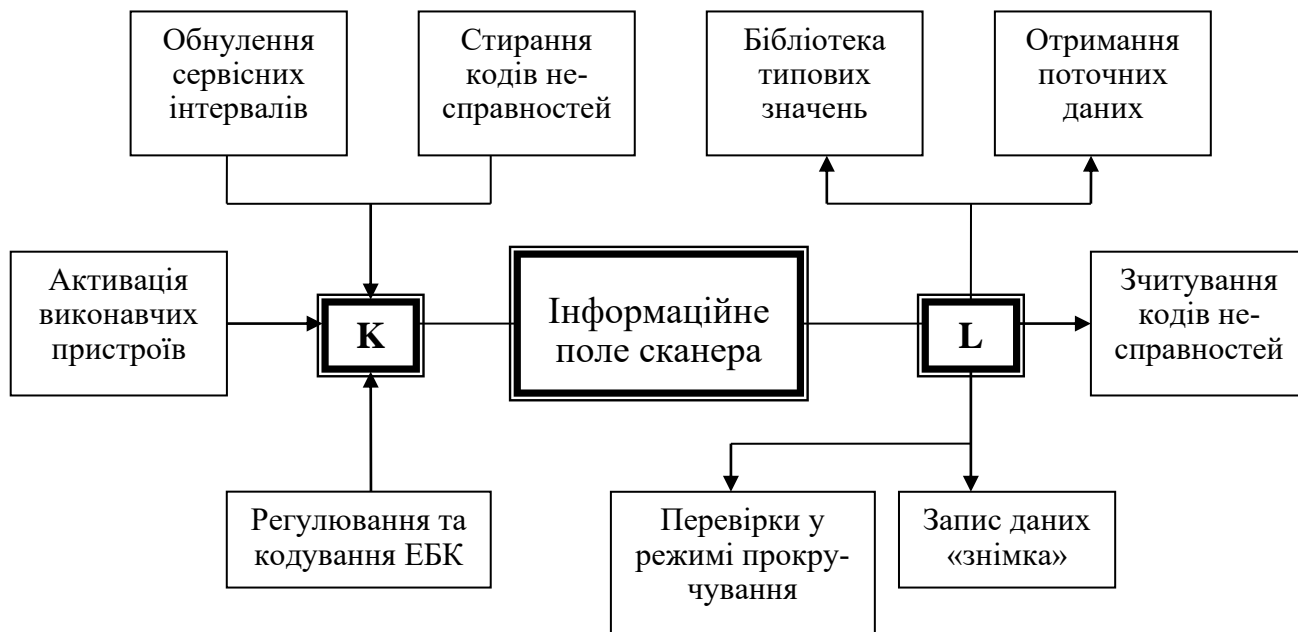 Обнулення
сервісних
інтервалів
Стирання
кодів не-
справностей
Бібліотека
типових
значень
Отримання
поточних
даних
Активація
виконавчих
пристроїв
К
Інформаційне
поле сканера
L
Зчитування
кодів не-
справностей
Регулювання та
кодування ЕБК
Перевірки у
режимі прокру-
чування
Запис даних
«знімка»